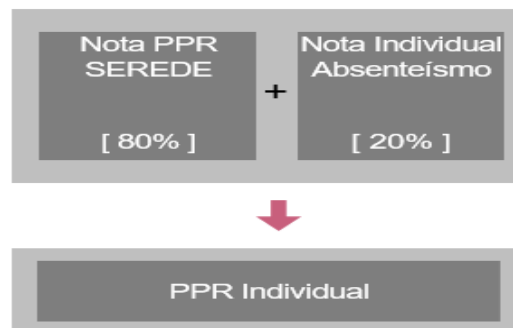 Nota PPR
SEREDE
[ 80% ]
+
Nota Individual
Absenteísmo
[ 20% ]
PPR Individual